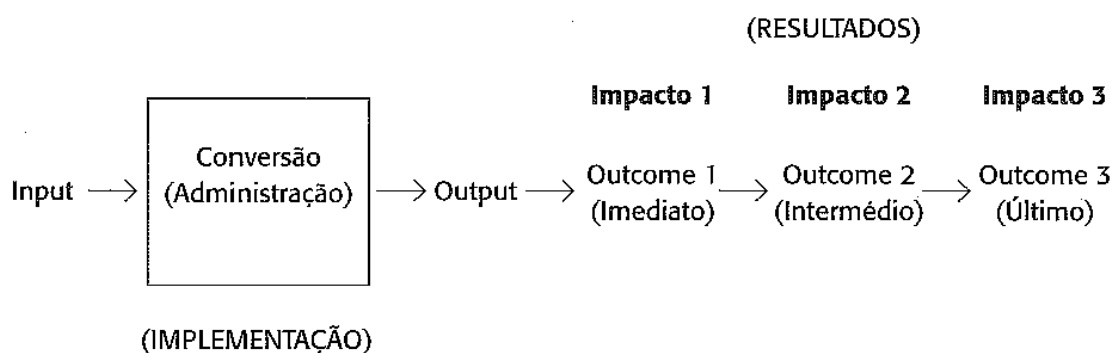 (RESULTADOS)
Impacto 1 Impacto 2 Impacto 3
Conversão
(Administração)
Input
Output
Outcome 1
(Imediato)
Outcome 2
(Intermédio)
Outcome 3
(Último)
(IMPLEMENTAÇÃO)